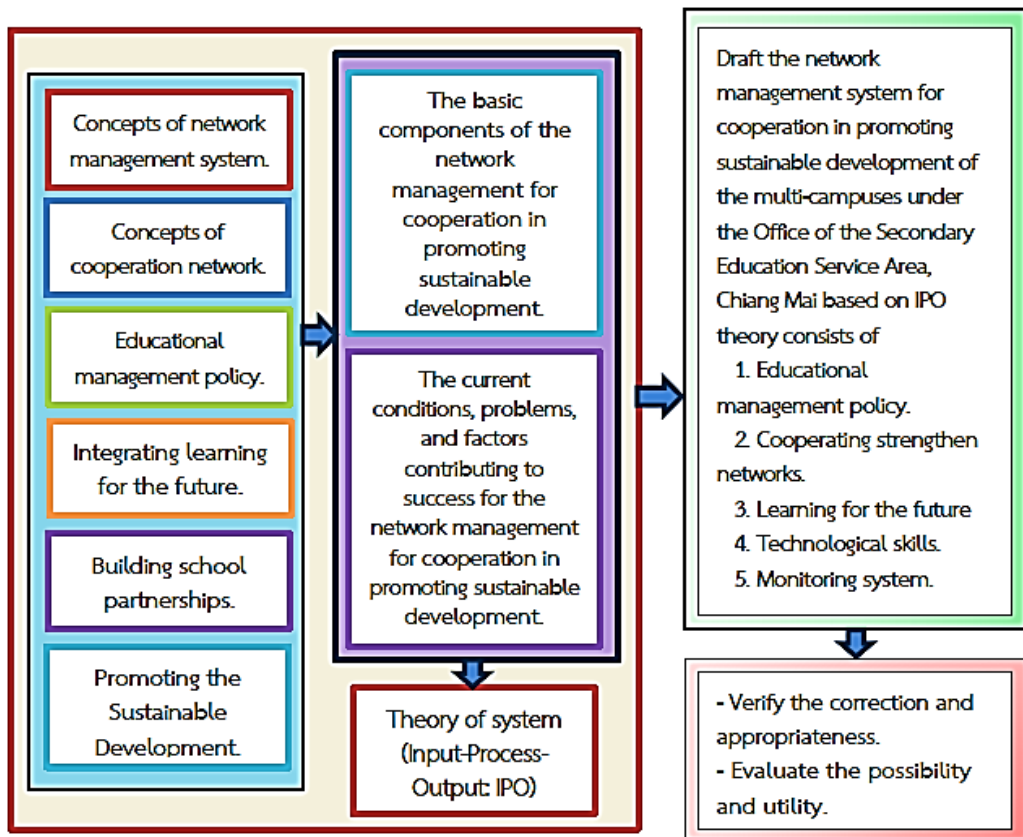 Concepts of network
management system.
Concepts of
cooperation network.
Educational
management policy.
Integrating learning
for the future.
Building school
partnerships.
Promoting the
Sustainable
Development.
The basic
components of the
network
management for
cooperation in
promoting
sustainable
development.
The current
conditions, problems,
and factors
contributing to
success for the
network management
for cooperation in
promoting sustainable
development.
Theory of system
(Input-Process-
Output: IPO)
Draft the network
management system for
cooperation in promoting
sustainable development of
the multi-campuses under
the Office of the Secondary
Education Service Area,
Chiang Mai based on IPO
theory consists of
1. Educational
management policy.
2. Cooperating strengthen
networks.
3. Learning for the future
4. Technological skills.
5. Monitoring system.
- Verify the correction and
appropriateness.
- Evaluate the possibility
and utility.